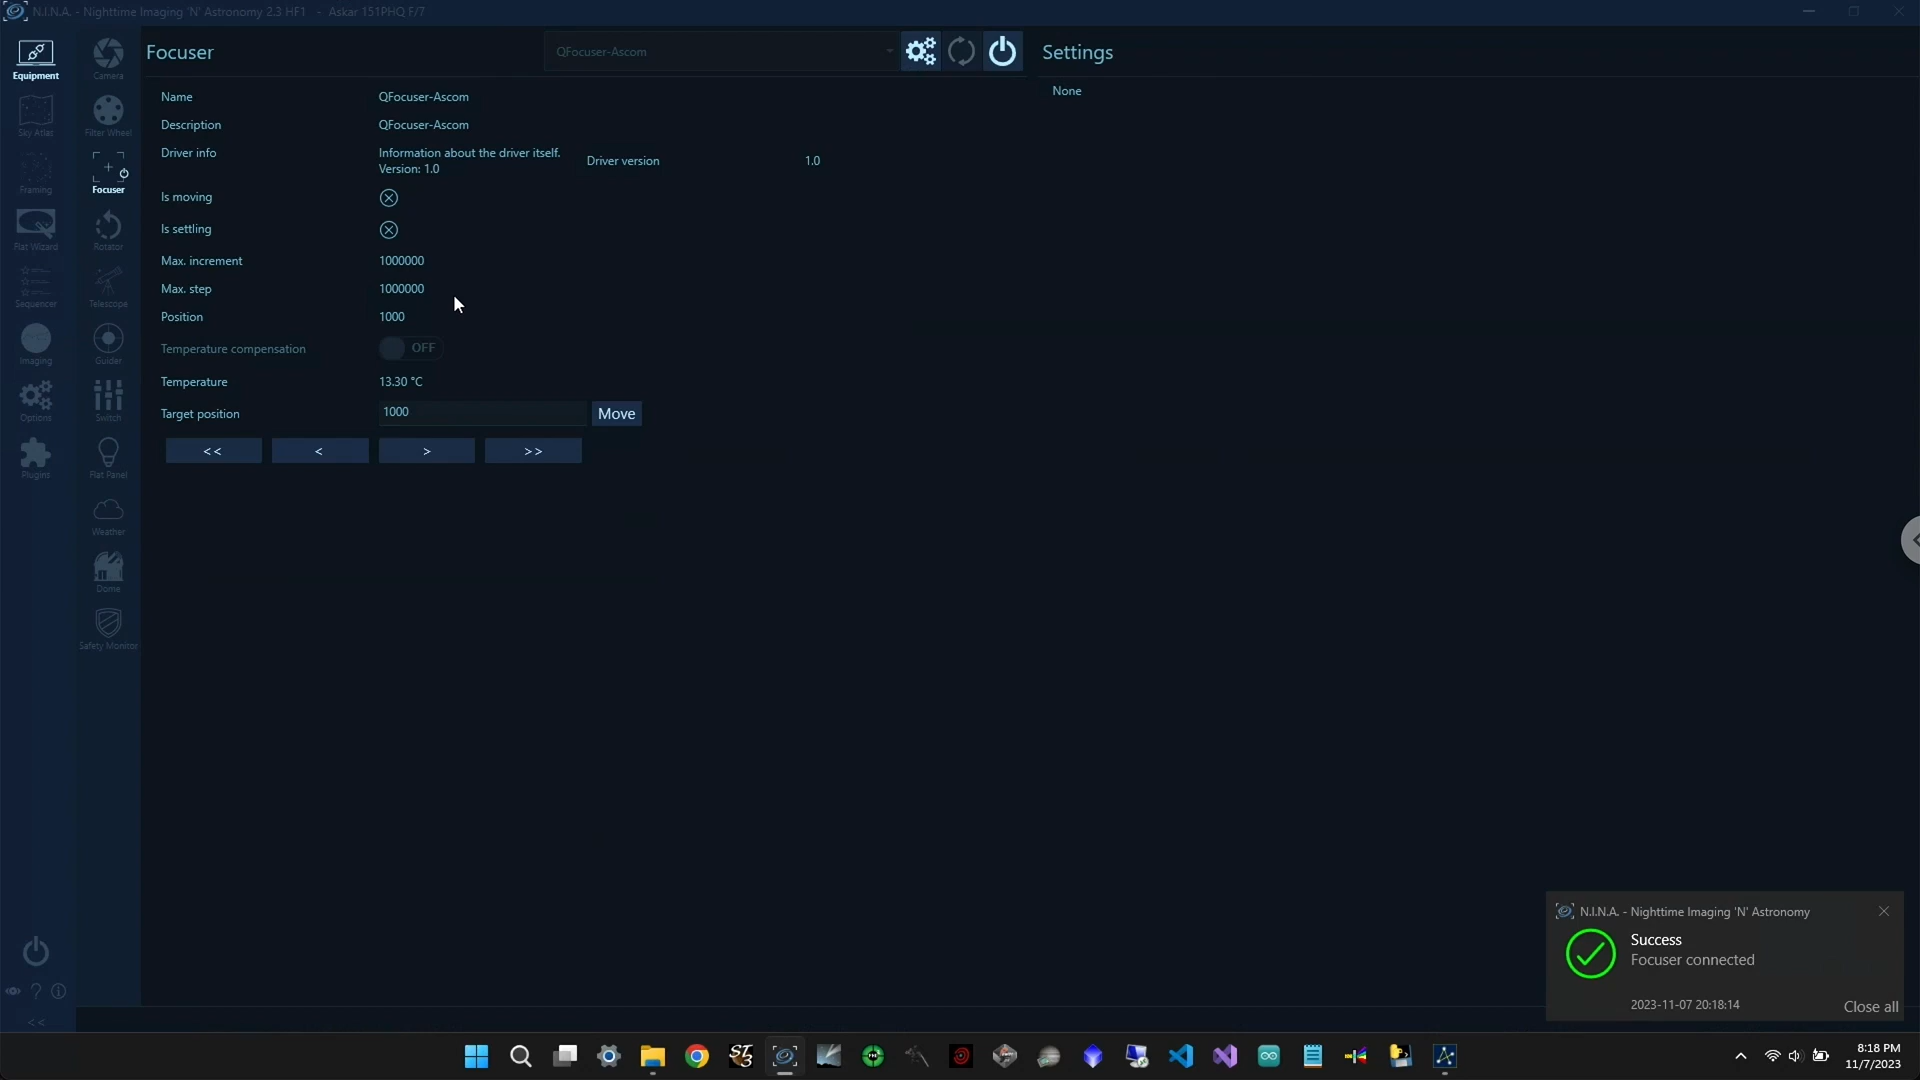 N.I.N.A. - Nighttime Imaging 'N' Astronomy 2.3 HF1 - Askar 151PHQ F/7
Equipment
Sky Atlas
Framing
Flat Wizard
Sequencer
Imaging
Options
Plugins
<<
Camera
Filter Wheel
Focuser
Rotator
Telescope
Guider
Switch
Flat Panel
Weather
Dome
Safety Monitor
Focuser
QFocuser-Ascom
Name QFocuser-Ascom
Description QFocuser-Ascom
Driver info Information about the driver itself. Version: 1.0 Driver version 1.0
Is moving
Is settling
Max. increment 1000000
Max. step 1000000
Position 1000
Temperature compensation OFF
Temperature 13.30 °C
Target position 1000 Move
<< < > >>
Settings
None
N.I.N.A. - Nighttime Imaging 'N' Astronomy
Success
Focuser connected
2023-11-07 20:18:14
Close all
8:18 PM
11/7/2023